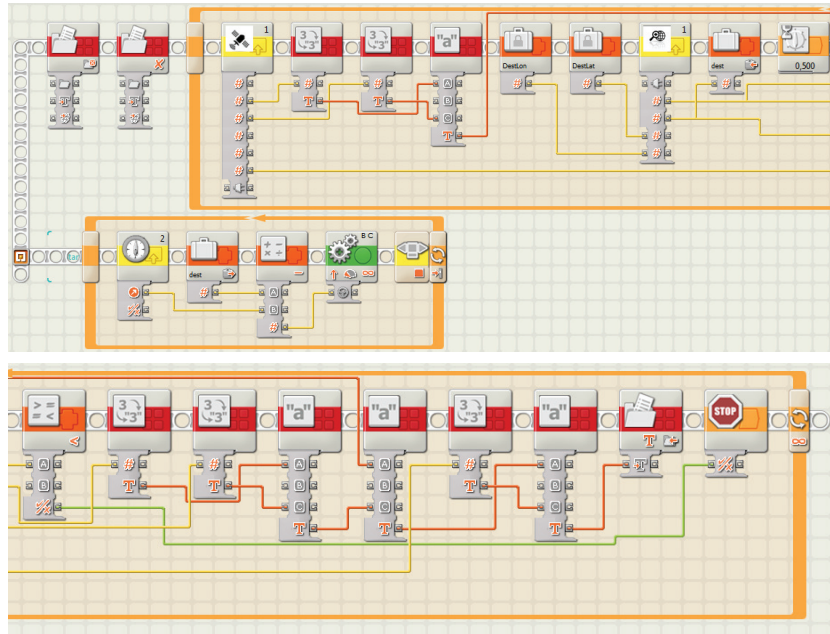 1
3
"3"
3
"3"
"a"
DestLon
DestLat
1
dest
0,500
#
#
T
#
T
A
B
C
T
#
#
#
#
2
dest
B C
#
A
B
#
3
"3"
3
"3"
"a"
"a"
3
"3"
"a"
T
STOP
A
B
#
T
#
T
A
B
C
T
A
B
C
T
#
T
A
B
C
T
T